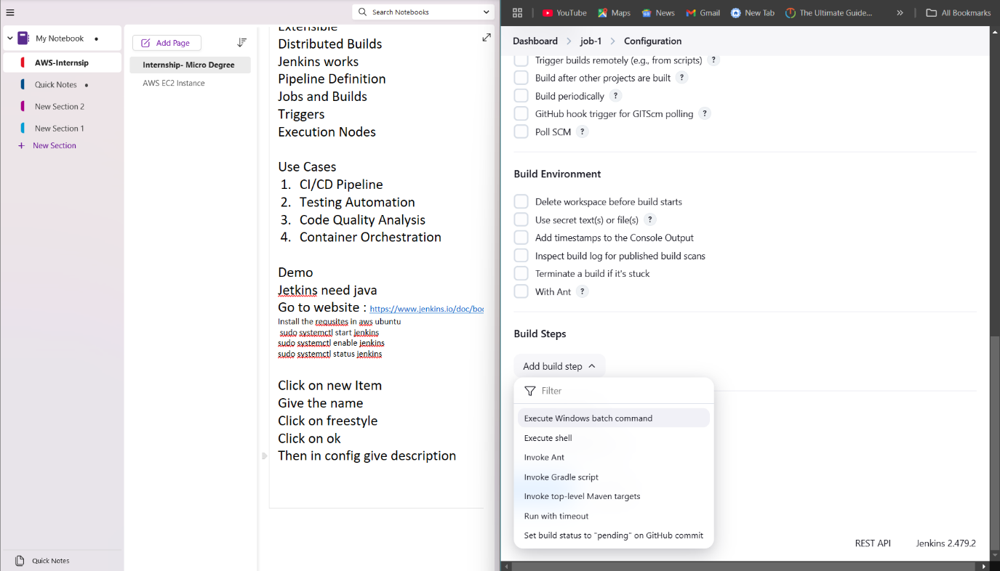 Search Notebooks
My Notebook
AWS-Internsip
Quick Notes
New Section 2
New Section 1
+ New Section
Quick Notes
Add Page
Internship- Micro Degree
AWS EC2 Instance
Extensible
Distributed Builds
Jenkins works
Pipeline Definition
Jobs and Builds
Triggers
Execution Nodes
Use Cases
1. CI/CD Pipeline
2. Testing Automation
3. Code Quality Analysis
4. Container Orchestration
Demo
Jetkins need java
Go to website : https://www.jenkins.io/doc/boo
Install the requsites in aws ubuntu
sudo systemctl start jenkins
sudo systemctl enable jenkins
sudo systemctl status jenkins
Click on new Item
Give the name
Click on freestyle
Click on ok
Then in config give description
YouTube Maps News Gmail New Tab The Ultimate Guide... » All Bookmarks
Dashboard > job-1 > Configuration
Trigger builds remotely (e.g., from scripts) ?
Build after other projects are built ?
Build periodically ?
GitHub hook trigger for GITScm polling ?
Poll SCM ?
Build Environment
Delete workspace before build starts
Use secret text(s) or file(s) ?
Add timestamps to the Console Output
Inspect build log for published build scans
Terminate a build if it's stuck
With Ant ?
Build Steps
Add build step
Filter
Execute Windows batch command
Execute shell
Invoke Ant
Invoke Gradle script
Invoke top-level Maven targets
Run with timeout
Set build status to "pending" on GitHub commit
REST API Jenkins 2.479.2